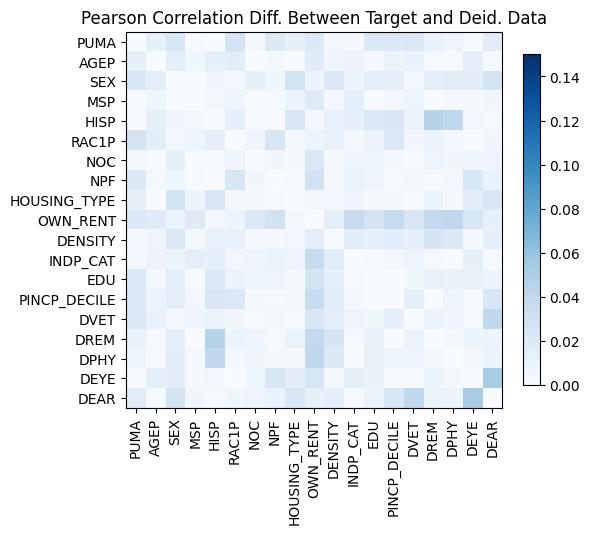 Pearson Correlation Diff. Between Target and Deid. Data
PUMA
AGEP
SEX
MSP
HISP
RAC1P
NOC
NPF
HOUSING_TYPE
OWN_RENT
DENSITY
INDP_CAT
EDU
PINCP_DECILE
DVET
DREM
DPHY
DEYE
DEAR
PUMA
AGEP
SEX
MSP
HISP
RAC1P
NOC
NPF
HOUSING_TYPE
OWN_RENT
DENSITY
INDP_CAT
EDU
PINCP_DECILE
DVET
DREM
DPHY
DEYE
DEAR
0.14
0.12
0.10
0.08
0.06
0.04
0.02
0.00